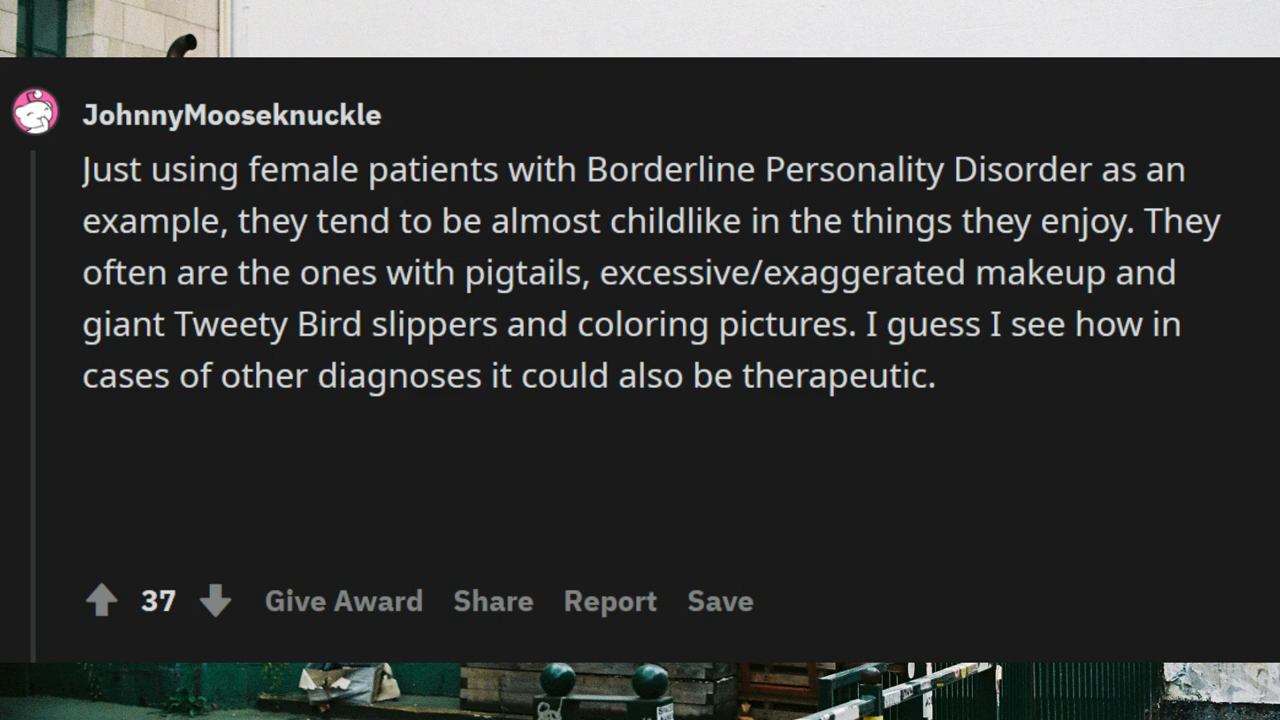 JohnnyMooseknuckle
Just using female patients with Borderline Personality Disorder as an
example, they tend to be almost childlike in the things they enjoy. They
often are the ones with pigtails, excessive/exaggerated makeup and
giant Tweety Bird slippers and coloring pictures. I guess I see how in
cases of other diagnoses it could also be therapeutic.
37 Give Award Share Report Save